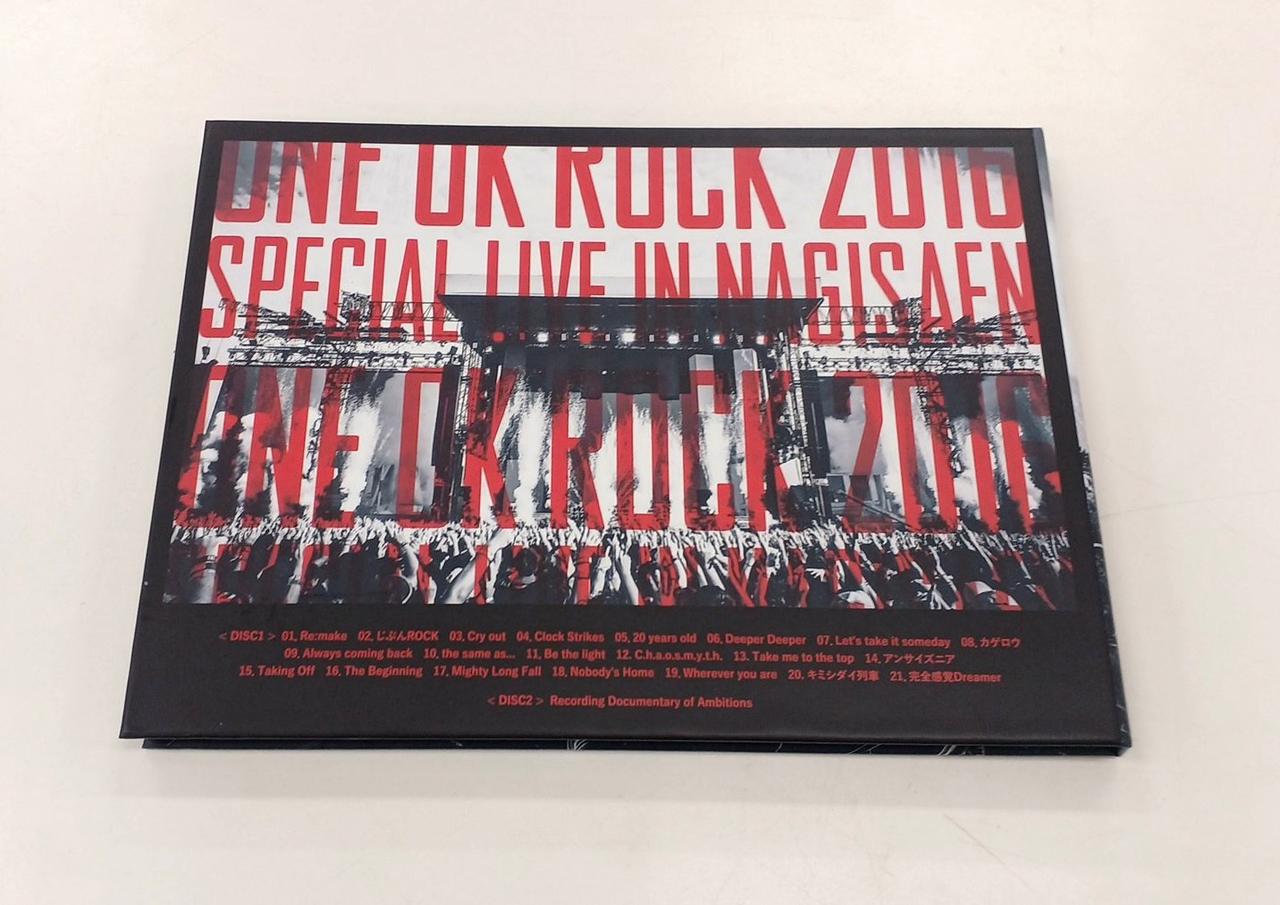 ONE OK ROCK 2016
SPECIAL LIVE IN NAGISAEN
ONE OK ROCK 2016
< DISC1 > 01. Re:make 02. じぶんROCK 03. Cry out 04. Clock Strikes 05. 20 years old 06. Deeper Deeper 07. Let's take it someday 08. カゲロウ
09. Always coming back 10. the same as... 11. Be the light 12. C.h.a.o.s.m.y.t.h. 13. Take me to the top 14. アンサイズニア
15. Taking Off 16. The Beginning 17. Mighty Long Fall 18. Nobody's Home 19. Wherever you are 20. キミシダイ列車 21. 完全感覚Dreamer
< DISC2 > Recording Documentary of Ambitions